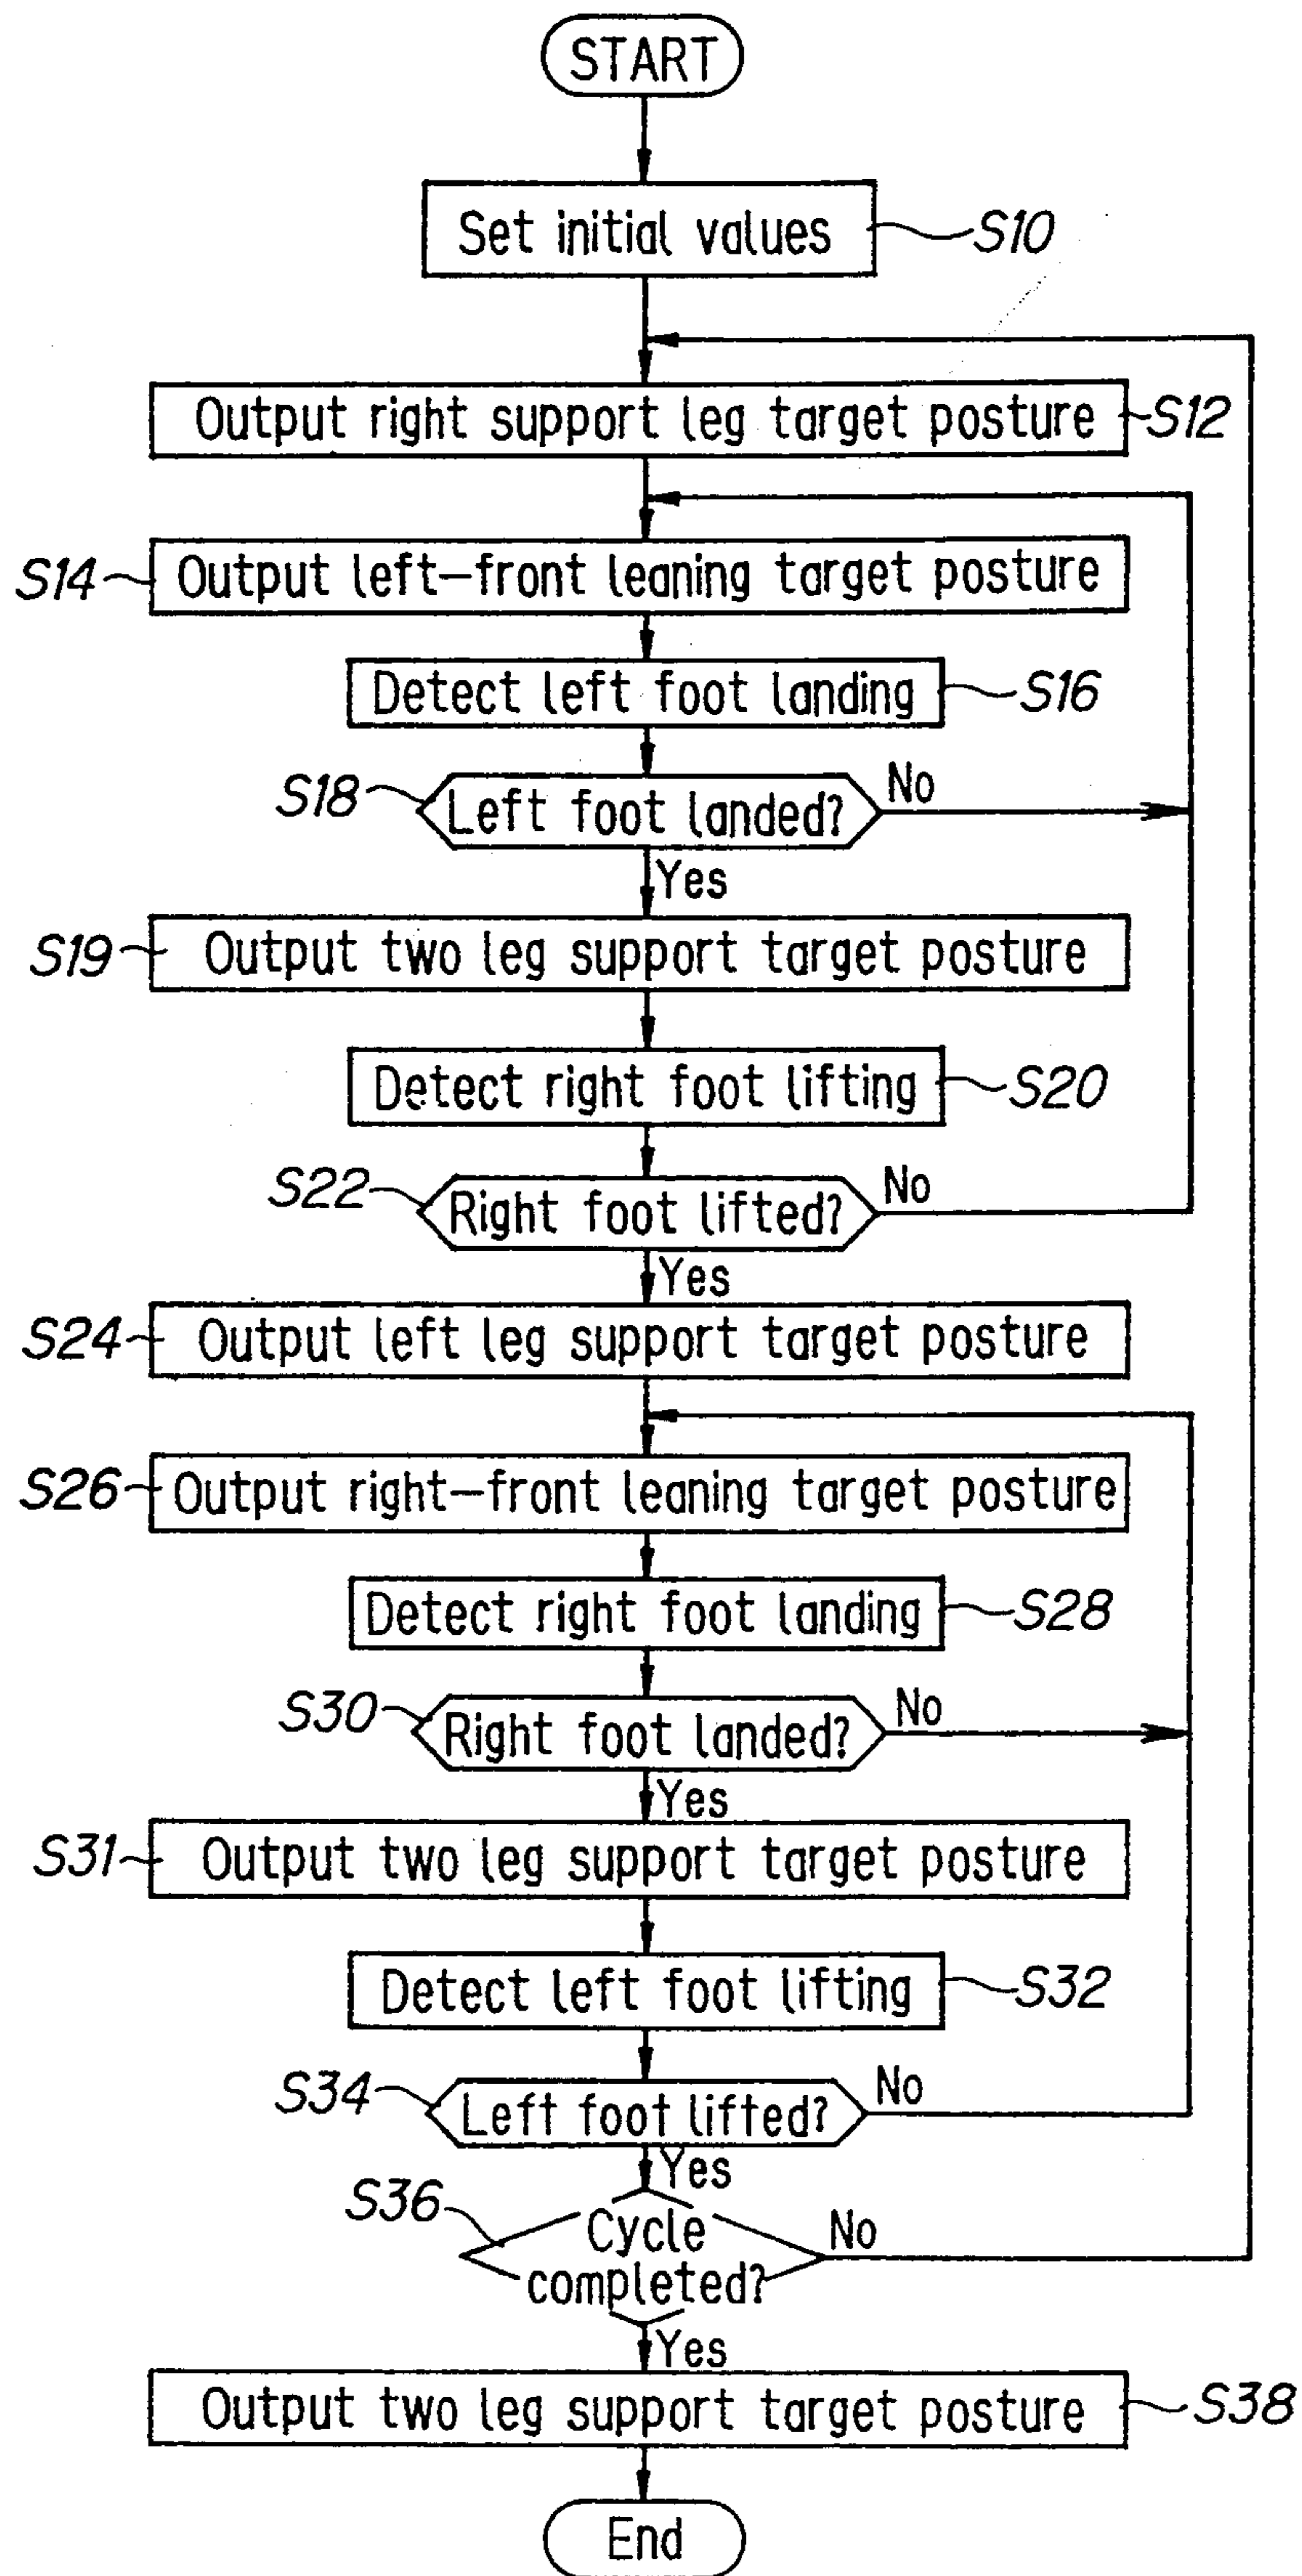 START
Set initial values
S10
Output right support leg target posture
S12
S14
Output left-front leaning target posture
Detect left foot landing
S16
S18
Left foot landed?
No
Yes
S19
Output two leg support target posture
Detect right foot lifting
S20
S22
Right foot lifted?
No
Yes
S24
Output left leg support target posture
S26
Output right-front leaning target posture
Detect right foot landing
S28
S30
Right foot landed?
No
Yes
S31
Output two leg support target posture
Detect left foot lifting
S32
S34
Left foot lifted?
No
Yes
S36
Cycle
completed?
No
Yes
Output two leg support target posture
S38
End